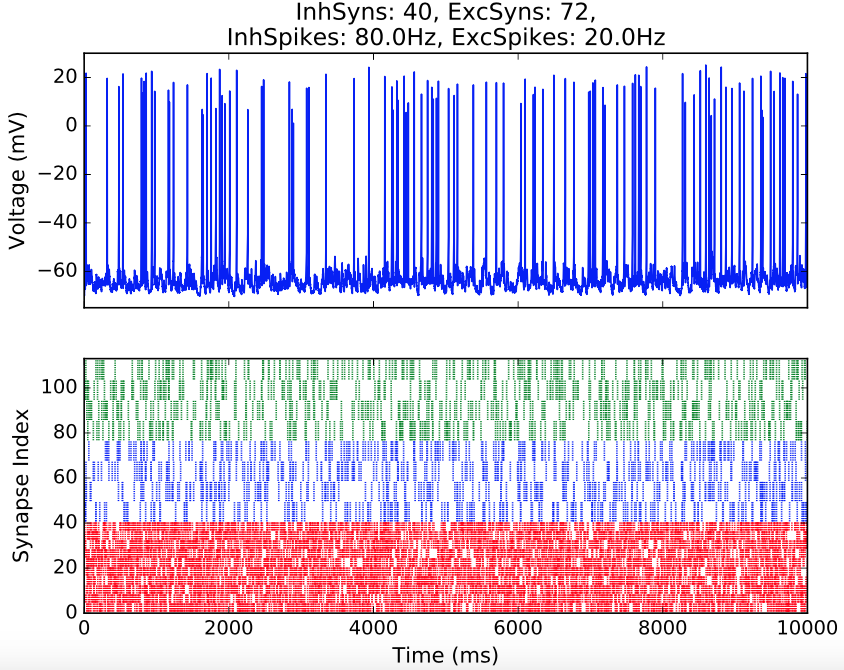 InhSyns: 40, ExcSyns: 72,
InhSpikes: 80.0Hz, ExcSpikes: 20.0Hz
20
0
−20
−40
−60
Voltage (mV)
100
80
60
40
20
0
Synapse Index
0 2000 4000 6000 8000 10000
Time (ms)